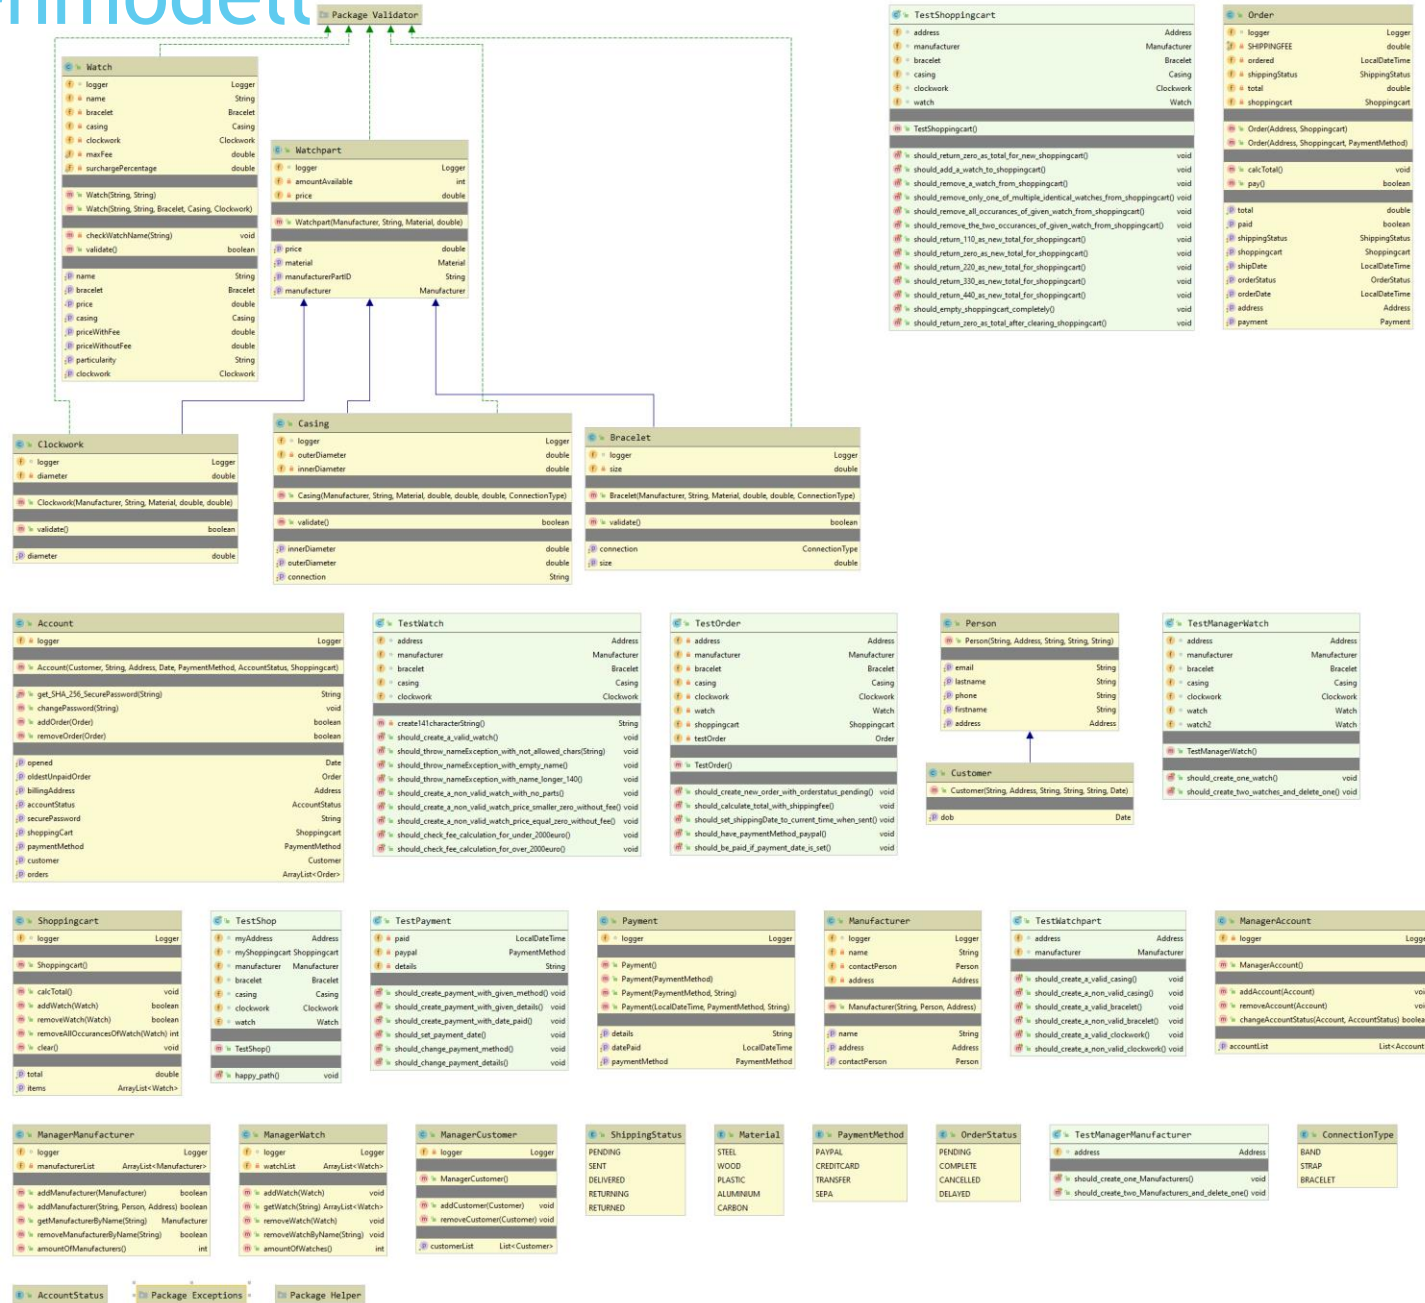 enmodell
Package Validator
Watch
logger Logger
name String
bracelet Bracelet
casing Casing
clockwork Clockwork
maxFee double
surchargePercentage double
Watch(String, String)
Watch(String, String, Bracelet, Casing, Clockwork)
checkWatchName(String) void
validate() boolean
name String
bracelet Bracelet
price double
casing Casing
priceWithFee double
priceWithoutFee double
particularity String
clockwork Clockwork
Watchpart
logger Logger
amountAvailable int
price double
Watchpart(Manufacturer, String, Material, double)
price double
material Material
manufacturerPartID String
manufacturer Manufacturer
TestShoppingcart
address Address
manufacturer Manufacturer
bracelet Bracelet
casing Casing
clockwork Clockwork
watch Watch
TestShoppingcart()
should_return_zero_as_total_for_new_shoppingcart() void
should_add_a_watch_to_shoppingcart() void
should_remove_a_watch_from_shoppingcart() void
should_remove_only_one_of_multiple_identical_watches_from_shoppingcart() void
should_remove_all_occurances_of_given_watch_from_shoppingcart() void
should_remove_the_two_occurances_of_given_watch_from_shoppingcart() void
should_return_110_as_new_total_for_shoppingcart() void
should_return_zero_as_new_total_for_shoppingcart() void
should_return_220_as_new_total_for_shoppingcart() void
should_return_330_as_new_total_for_shoppingcart() void
should_return_440_as_new_total_for_shoppingcart() void
should_empty_shoppingcart_completely() void
should_return_zero_as_total_after_clearing_shoppingcart() void
Order
logger Logger
SHIPPINGFEE double
ordered LocalDateTime
shippingStatus ShippingStatus
total double
shoppingcart Shoppingcart
Order(Address, Shoppingcart)
Order(Address, Shoppingcart, PaymentMethod)
calcTotal() void
pay() boolean
total double
paid boolean
shippingStatus ShippingStatus
shoppingcart Shoppingcart
shipDate LocalDateTime
orderStatus OrderStatus
orderDate LocalDateTime
address Address
payment Payment
Clockwork
logger Logger
diameter double
Clockwork(Manufacturer, String, Material, double, double)
validate() boolean
diameter double
Casing
logger Logger
outerDiameter double
innerDiameter double
Casing(Manufacturer, String, Material, double, double, double, ConnectionType)
validate() boolean
innerDiameter double
outerDiameter double
connection String
Bracelet
logger Logger
size double
Bracelet(Manufacturer, String, Material, double, double, ConnectionType)
validate() boolean
connection ConnectionType
size double
Account
logger Logger
Account(Customer, String, Address, Date, PaymentMethod, AccountStatus, Shoppingcart)
get_SHA_256_SecurePassword(String) String
changePassword(String) void
addOrder(Order) boolean
removeOrder(Order) boolean
opened Date
oldestUnpaidOrder Order
billingAddress Address
accountStatus AccountStatus
securePassword String
shoppingCart Shoppingcart
paymentMethod PaymentMethod
customer Customer
orders ArrayList<Order>
TestWatch
address Address
manufacturer Manufacturer
bracelet Bracelet
casing Casing
clockwork Clockwork
create141characterString() String
should_create_a_valid_watch() void
should_throw_nameException_with_not_allowed_chars(String) void
should_throw_nameException_with_empty_name() void
should_throw_nameException_with_name_longer_140() void
should_create_a_non_valid_watch_with_no_parts() void
should_create_a_non_valid_watch_price_smaller_zero_without_fee() void
should_create_a_non_valid_watch_price_equal_zero_without_fee() void
should_check_fee_calculation_for_under_2000euro() void
should_check_fee_calculation_for_over_2000euro() void
TestOrder
address Address
manufacturer Manufacturer
bracelet Bracelet
casing Casing
clockwork Clockwork
watch Watch
shoppingcart Shoppingcart
testOrder Order
TestOrder()
should_create_new_order_with_orderstatus_pending() void
should_calculate_total_with_shippingfee() void
should_set_shippingDate_to_current_time_when_sent() void
should_have_paymentMethod_paypal() void
should_be_paid_if_payment_date_is_set() void
Person
Person(String, Address, String, String, String)
email String
lastname String
phone String
firstname String
address Address
Customer
Customer(String, Address, String, String, String, Date)
dob Date
TestManagerWatch
address Address
manufacturer Manufacturer
bracelet Bracelet
casing Casing
clockwork Clockwork
watch Watch
watch2 Watch
TestManagerWatch()
should_create_one_watch() void
should_create_two_watches_and_delete_one() void
Shoppingcart
logger Logger
Shoppingcart()
calcTotal() void
addWatch(Watch) boolean
removeWatch(Watch) boolean
removeAllOccurancesOfWatch(Watch) int
clear() void
total double
items ArrayList<Watch>
TestShop
myAddress Address
myShoppingcart Shoppingcart
manufacturer Manufacturer
bracelet Bracelet
casing Casing
clockwork Clockwork
watch Watch
TestShop()
happy_path() void
TestPayment
paid LocalDateTime
paypal PaymentMethod
details String
should_create_payment_with_given_method() void
should_create_payment_with_given_details() void
should_create_payment_with_date_paid() void
should_set_payment_date() void
should_change_payment_method() void
should_change_payment_details() void
Payment
logger Logger
Payment()
Payment(PaymentMethod)
Payment(PaymentMethod, String)
Payment(LocalDateTime, PaymentMethod, String)
details String
datePaid LocalDateTime
paymentMethod PaymentMethod
Manufacturer
logger Logger
name String
contactPerson Person
address Address
Manufacturer(String, Person, Address)
name String
address Address
contactPerson Person
TestWatchpart
address Address
manufacturer Manufacturer
should_create_a_valid_casing() void
should_create_a_non_valid_casing() void
should_create_a_valid_bracelet() void
should_create_a_non_valid_bracelet() void
should_create_a_valid_clockwork() void
should_create_a_non_valid_clockwork() void
ManagerAccount
logger Logge
ManagerAccount()
addAccount(Account) voi
removeAccount(Account) voi
changeAccountStatus(Account, AccountStatus) boolea
accountList List<Account
ManagerManufacturer
logger Logger
manufacturerList ArrayList<Manufacturer>
addManufacturer(Manufacturer) boolean
addManufacturer(String, Person, Address) boolean
getManufacturerByName(String) Manufacturer
removeManufacturerByName(String) boolean
amountOfManufacturers() int
ManagerWatch
logger Logger
watchList ArrayList<Watch>
addWatch(Watch) void
getWatch(String) ArrayList<Watch>
removeWatch(Watch) void
removeWatchByName(String) void
amountOfWatches() int
ManagerCustomer
logger Logger
ManagerCustomer()
addCustomer(Customer) void
removeCustomer(Customer) void
customerList List<Customer>
ShippingStatus
PENDING
SENT
DELIVERED
RETURNING
RETURNED
Material
STEEL
WOOD
PLASTIC
ALUMINIUM
CARBON
PaymentMethod
PAYPAL
CREDITCARD
TRANSFER
SEPA
OrderStatus
PENDING
COMPLETE
CANCELLED
DELAYED
TestManagerManufacturer
address Address
should_create_one_Manufacturers() void
should_create_two_Manufacturers_and_delete_one() void
ConnectionType
BAND
STRAP
BRACELET
AccountStatus
Package Exceptions
Package Helper